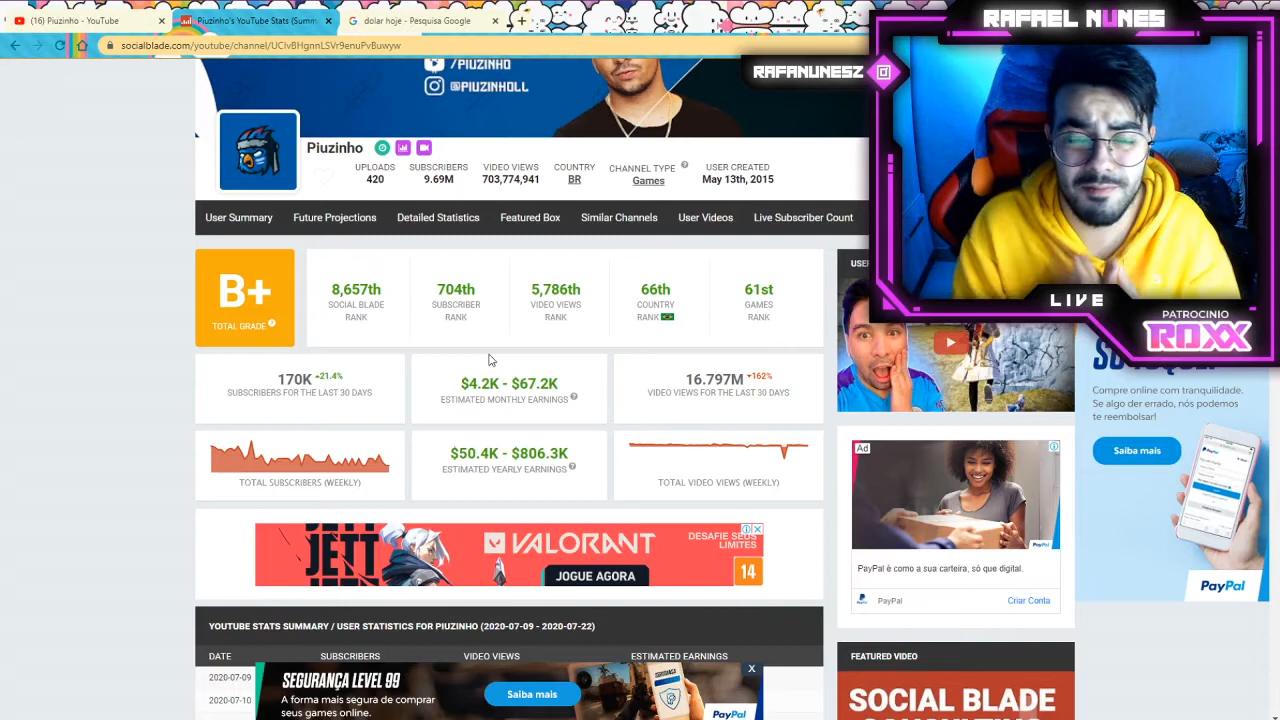 (16) Piuzinho - YouTube
Piuzinho's YouTube Stats (Summ
dolar hoje - Pesquisa Google
socialblade.com/youtube/channel/UClvBHgnnLSVr9enuPvBuwyw
RAFAEL NUNES
RAFANUNESZ
/PIUZINHO
@PIUZINHOLL
Piuzinho
UPLOADS
420
SUBSCRIBERS
9.69M
VIDEO VIEWS
703,774,941
COUNTRY
BR
CHANNEL TYPE
Games
USER CREATED
May 13th, 2015
User Summary
Future Projections
Detailed Statistics
Featured Box
Similar Channels
User Videos
Live Subscriber Count
B+
TOTAL GRADE
8,657th
SOCIAL BLADE
RANK
704th
SUBSCRIBER
RANK
5,786th
VIDEO VIEWS
RANK
66th
COUNTRY
RANK
61st
GAMES
RANK
LIVE
PATROCINIO
ROXX
170K +21.4%
SUBSCRIBERS FOR THE LAST 30 DAYS
$4.2K - $67.2K
ESTIMATED MONTHLY EARNINGS
16.797M 162%
VIDEO VIEWS FOR THE LAST 30 DAYS
TOTAL SUBSCRIBERS (WEEKLY)
$50.4K - $806.3K
ESTIMATED YEARLY EARNINGS
TOTAL VIDEO VIEWS (WEEKLY)
Compre online com tranquilidade.
Se algo der errado, nós podemos
te reembolsar!
Saiba mais
PayPal
Ad
PayPal
PayPal é como a sua carteira, só que digital.
PayPal
Criar Conta
JETT
VALORANT
DESAFIE SEUS
LIMITES
JOGUE AGORA
14
YOUTUBE STATS SUMMARY / USER STATISTICS FOR PIUZINHO (2020-07-09 - 2020-07-22)
DATE
SUBSCRIBERS
VIDEO VIEWS
ESTIMATED EARNINGS
2020-07-09
2020-07-10
SEGURANÇA LEVEL 99
A forma mais segura de comprar
seus games online.
Saiba mais
PayPal
FEATURED VIDEO
SOCIAL BLADE